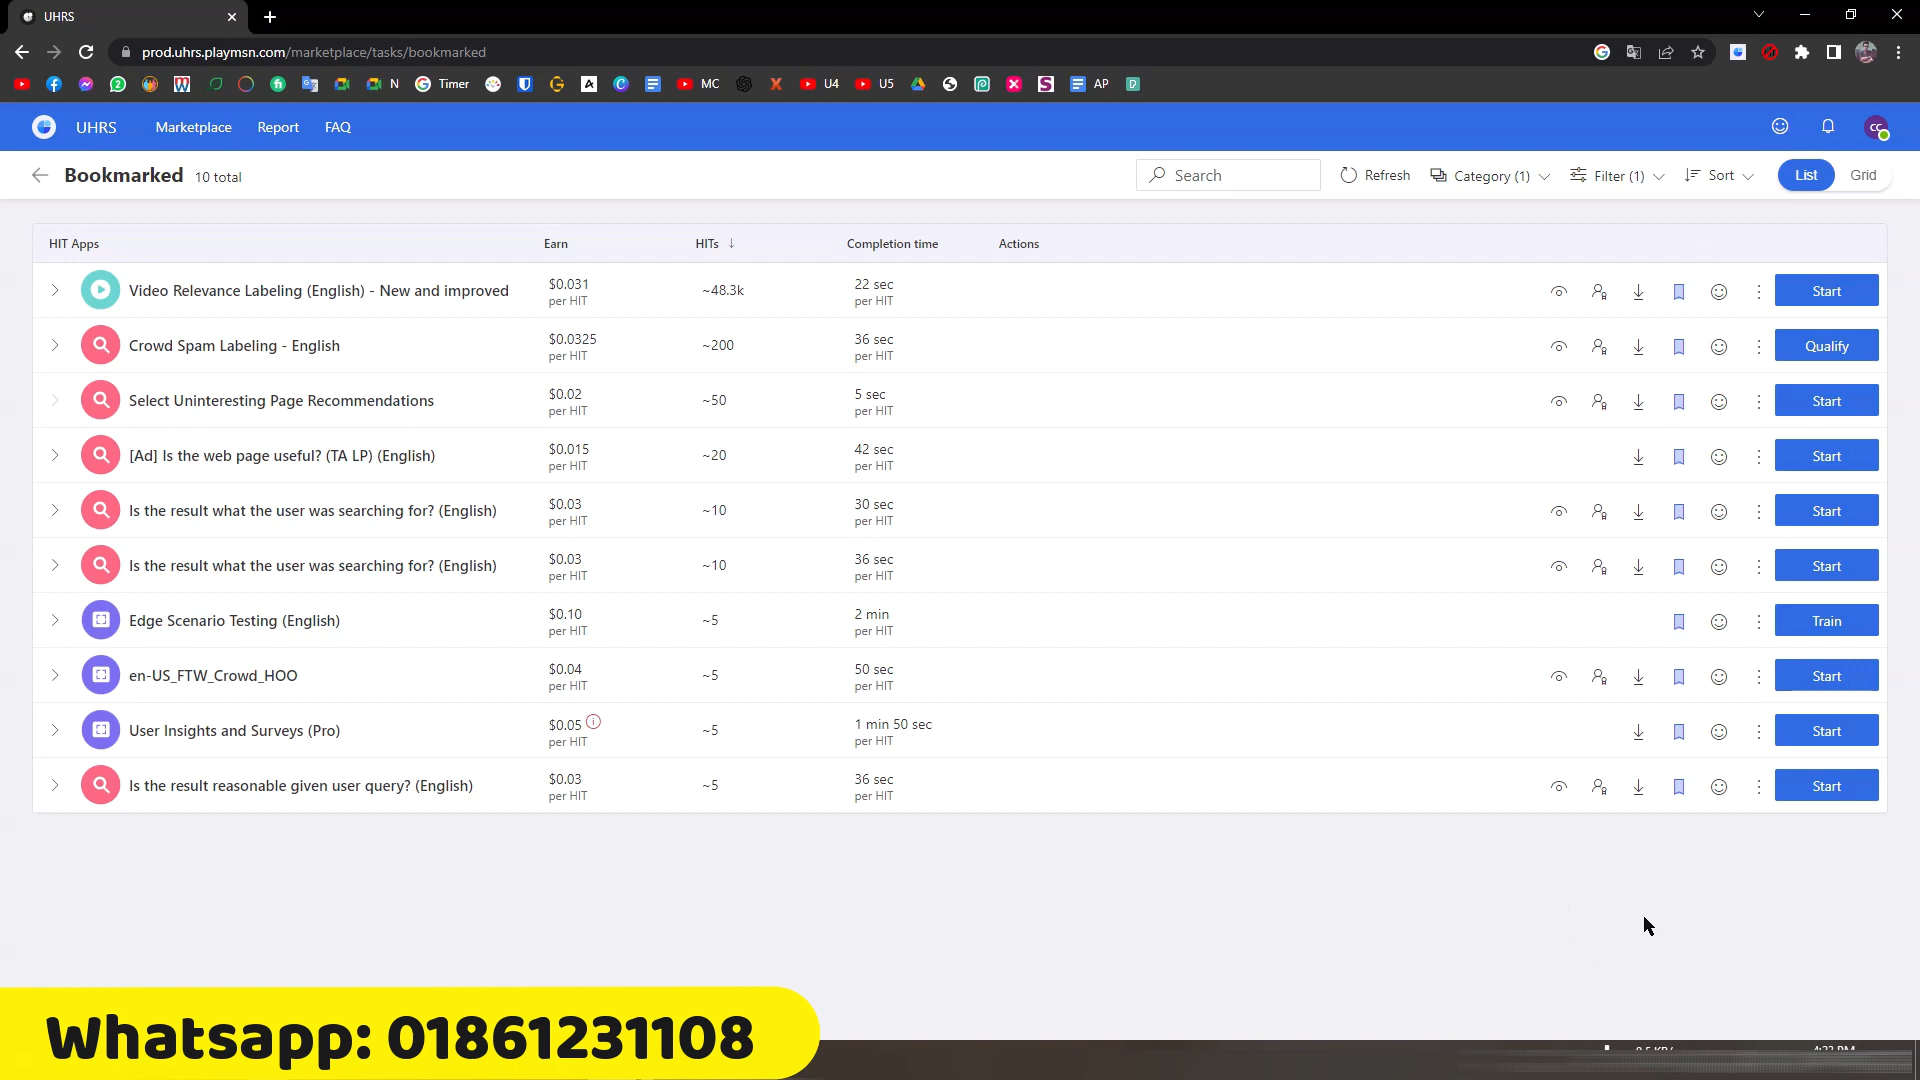 UHRS
prod.uhrs.playmsn.com/marketplace/tasks/bookmarked
N Timer MC U4 U5 AP
UHRS Marketplace Report FAQ
CC
Bookmarked 10 total Search Refresh Category (1) Filter (1) Sort List Grid
HIT Apps Earn HITs ↓ Completion time Actions
Video Relevance Labeling (English) - New and improved $0.031 per HIT ~48.3k 22 sec per HIT Start
Crowd Spam Labeling - English $0.0325 per HIT ~200 36 sec per HIT Qualify
Select Uninteresting Page Recommendations $0.02 per HIT ~50 5 sec per HIT Start
[Ad] Is the web page useful? (TA LP) (English) $0.015 per HIT ~20 42 sec per HIT Start
Is the result what the user was searching for? (English) $0.03 per HIT ~10 30 sec per HIT Start
Is the result what the user was searching for? (English) $0.03 per HIT ~10 36 sec per HIT Start
Edge Scenario Testing (English) $0.10 per HIT ~5 2 min per HIT Train
en-US_FTW_Crowd_HOO $0.04 per HIT ~5 50 sec per HIT Start
User Insights and Surveys (Pro) $0.05 per HIT ~5 1 min 50 sec per HIT Start
Is the result reasonable given user query? (English) $0.03 per HIT ~5 36 sec per HIT Start
Whatsapp: 01861231108